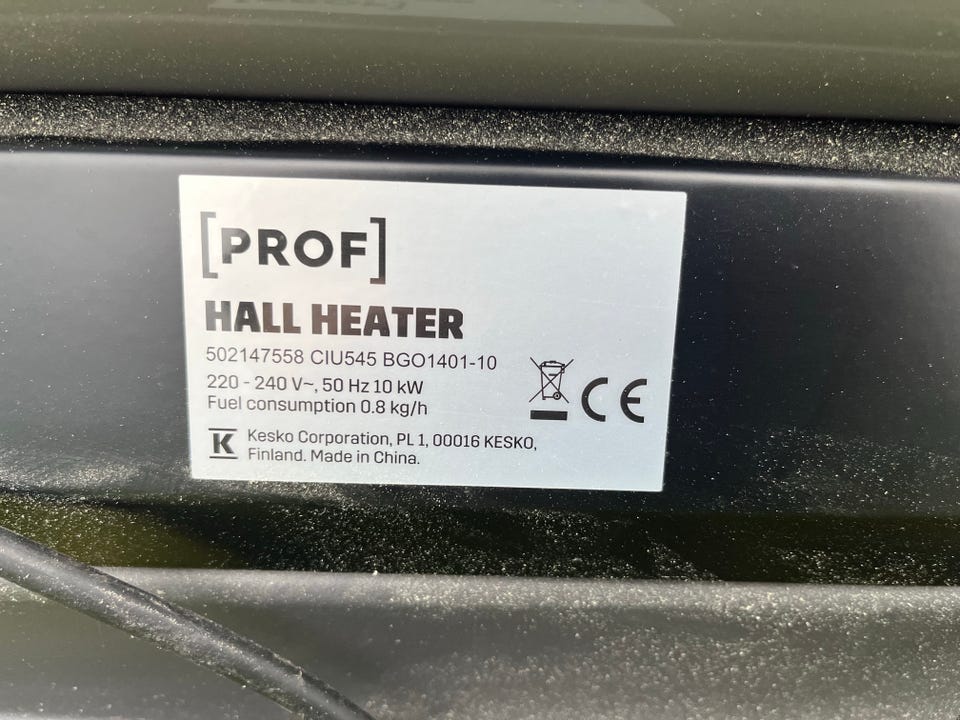 [PROF]
HALL HEATER
502147558 CIU545 BGO1401-10
220 - 240 V~, 50 Hz 10 kW
Fuel consumption 0.8 kg/h
CE
K
Kesko Corporation, PL 1, 00016 KESKO,
Finland. Made in China.